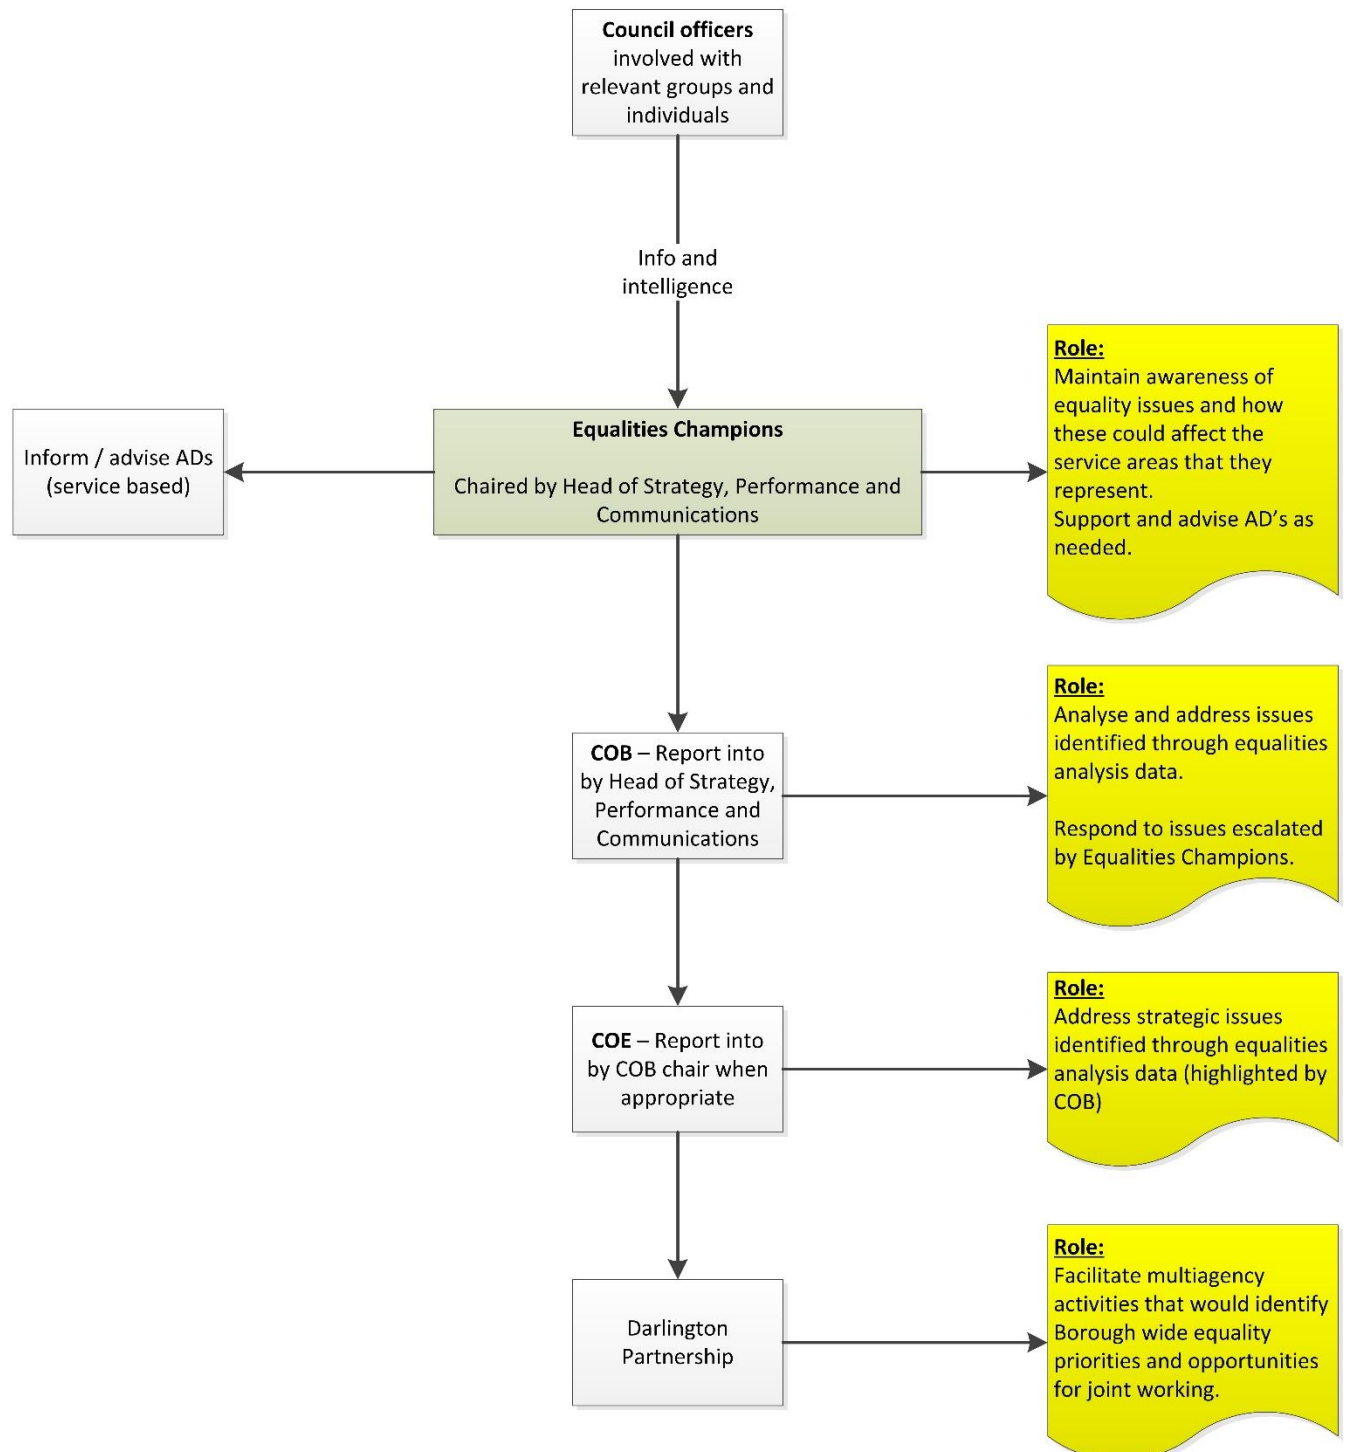 Council officers
involved with
relevant groups and
individuals
Info and
intelligence
Inform / advise ADs
(service based)
Equalities Champions
Chaired by Head of Strategy, Performance and
Communications
Role:
Maintain awareness of
equality issues and how
these could affect the
service areas that they
represent.
Support and advise AD’s as
needed.
COB – Report into
by Head of Strategy,
Performance and
Communications
Role:
Analyse and address issues
identified through equalities
analysis data.
Respond to issues escalated
by Equalities Champions.
COE – Report into
by COB chair when
appropriate
Role:
Address strategic issues
identified through equalities
analysis data (highlighted by
COB)
Darlington
Partnership
Role:
Facilitate multiagency
activities that would identify
Borough wide equality
priorities and opportunities
for joint working.